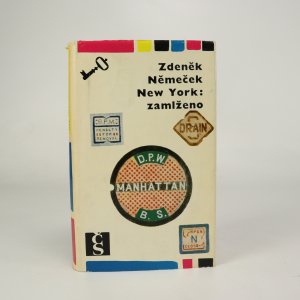 Zdeněk
Němeček
New York:
zamlženo
DRAIN
D.P.W.
MANHATTAN
B. S.
N
čs